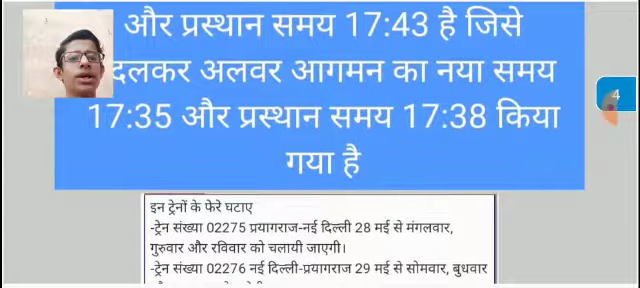 और प्रस्थान समय 17:43 है जिसे
दलकर अलवर आगमन का नया समय
17:35 और प्रस्थान समय 17:38 किया
गया है
4
इन ट्रेनों के फेरे घटाए
-ट्रेन संख्या 02275 प्रयागराज-नई दिल्ली 28 मई से मंगलवार,
गुरुवार और रविवार को चलायी जाएगी।
-ट्रेन संख्या 02276 नई दिल्ली-प्रयागराज 29 मई से सोमवार, बुधवार